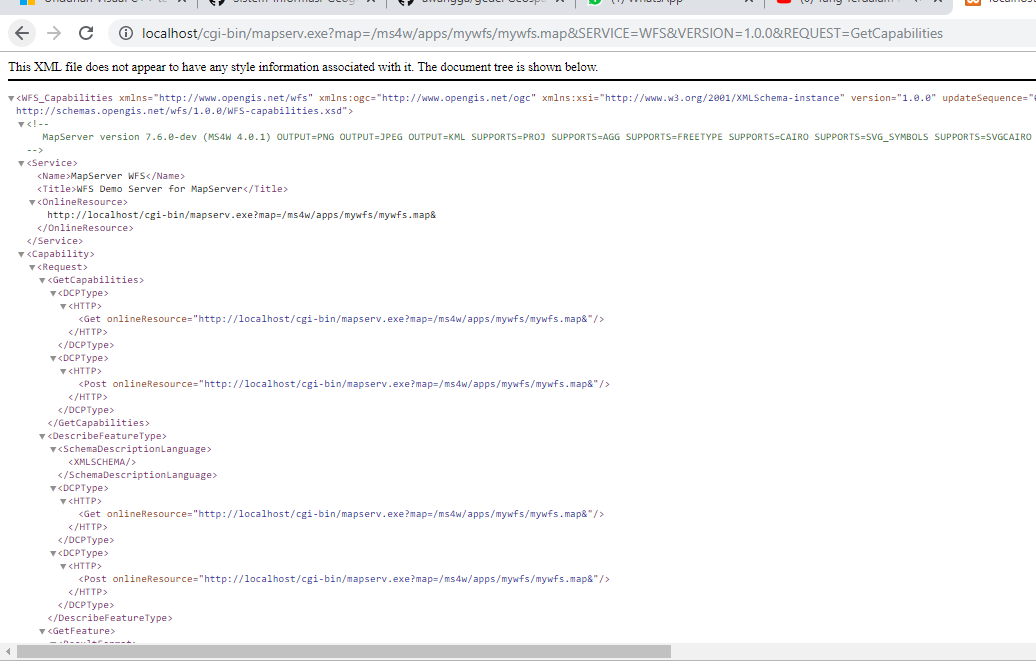 localhost/cgi-bin/mapserv.exe?map=/ms4w/apps/mywfs/mywfs.map&SERVICE=WFS&VERSION=1.0.0&REQUEST=GetCapabilities
This XML file does not appear to have any style information associated with it. The document tree is shown below.
▼<WFS_Capabilities xmlns="http://www.opengis.net/wfs" xmlns:ogc="http://www.opengis.net/ogc" xmlns:xsi="http://www.w3.org/2001/XMLSchema-instance" version="1.0.0" updateSequence="
http://schemas.opengis.net/wfs/1.0.0/WFS-capabilities.xsd">
▼<!--
MapServer version 7.6.0-dev (MS4W 4.0.1) OUTPUT=PNG OUTPUT=JPEG OUTPUT=KML SUPPORTS=PROJ SUPPORTS=AGG SUPPORTS=FREETYPE SUPPORTS=CAIRO SUPPORTS=SVG_SYMBOLS SUPPORTS=SVGCAIRO
-->
▼<Service>
<Name>MapServer WFS</Name>
<Title>WFS Demo Server for MapServer</Title>
▼<OnlineResource>
http://localhost/cgi-bin/mapserv.exe?map=/ms4w/apps/mywfs/mywfs.map&
</OnlineResource>
</Service>
▼<Capability>
▼<Request>
▼<GetCapabilities>
▼<DCPType>
▼<HTTP>
<Get onlineResource="http://localhost/cgi-bin/mapserv.exe?map=/ms4w/apps/mywfs/mywfs.map&"/>
</HTTP>
</DCPType>
▼<DCPType>
▼<HTTP>
<Post onlineResource="http://localhost/cgi-bin/mapserv.exe?map=/ms4w/apps/mywfs/mywfs.map&"/>
</HTTP>
</DCPType>
</GetCapabilities>
▼<DescribeFeatureType>
▼<SchemaDescriptionLanguage>
<XMLSCHEMA/>
</SchemaDescriptionLanguage>
▼<DCPType>
▼<HTTP>
<Get onlineResource="http://localhost/cgi-bin/mapserv.exe?map=/ms4w/apps/mywfs/mywfs.map&"/>
</HTTP>
</DCPType>
▼<DCPType>
▼<HTTP>
<Post onlineResource="http://localhost/cgi-bin/mapserv.exe?map=/ms4w/apps/mywfs/mywfs.map&"/>
</HTTP>
</DCPType>
</DescribeFeatureType>
▼<GetFeature>